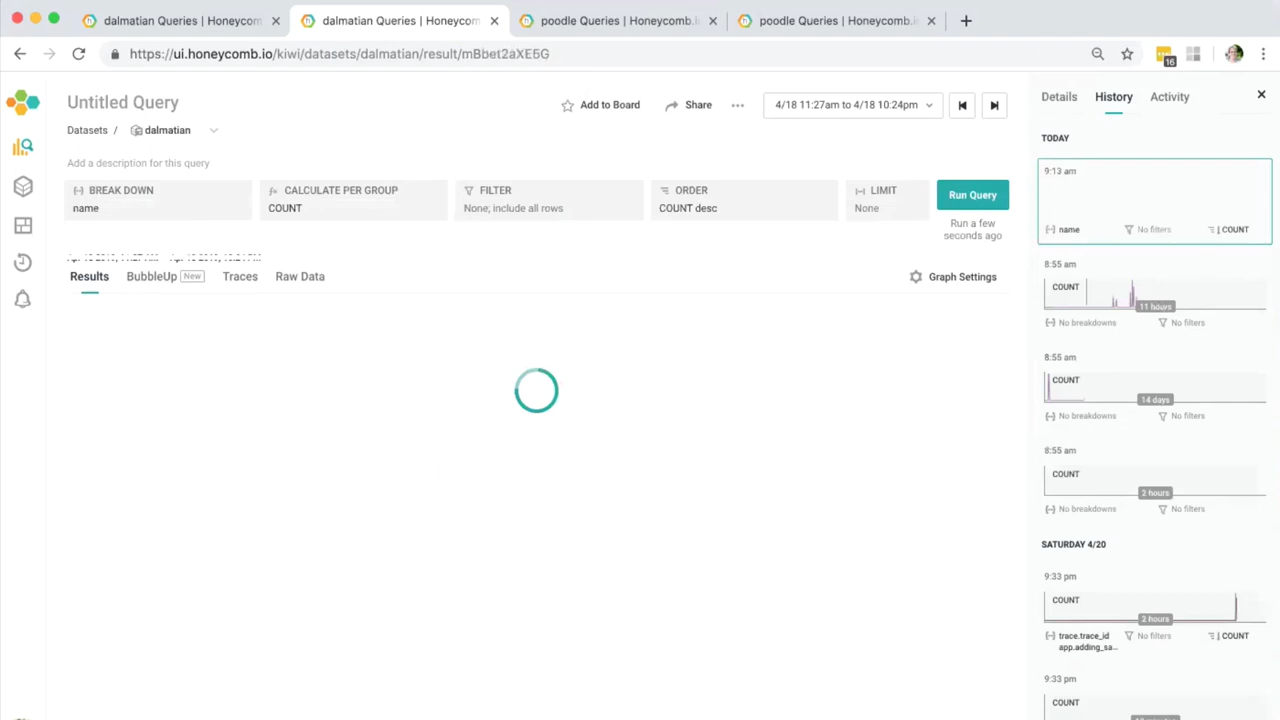 dalmatian Queries | Honeycom
dalmatian Queries | Honeycom
poodle Queries | Honeycomb.i
poodle Queries | Honeycomb.i
https://ui.honeycomb.io/kiwi/datasets/dalmatian/result/mBbet2aXE5G
16
Untitled Query
Add to Board
Share
4/18 11:27am to 4/18 10:24pm
Datasets / dalmatian
Add a description for this query
BREAK DOWN
name
CALCULATE PER GROUP
COUNT
FILTER
None; include all rows
ORDER
COUNT desc
LIMIT
None
Run Query
Run a few
seconds ago
Results
BubbleUp New
Traces
Raw Data
Graph Settings
Details
History
Activity
TODAY
9:13 am
name
No filters
COUNT
8:55 am
COUNT
11 hours
No breakdowns
No filters
8:55 am
COUNT
14 days
No breakdowns
No filters
8:55 am
COUNT
2 hours
No breakdowns
No filters
SATURDAY 4/20
9:33 pm
COUNT
2 hours
trace.trace_id
app.adding_sa...
No filters
COUNT
9:33 pm
COUNT